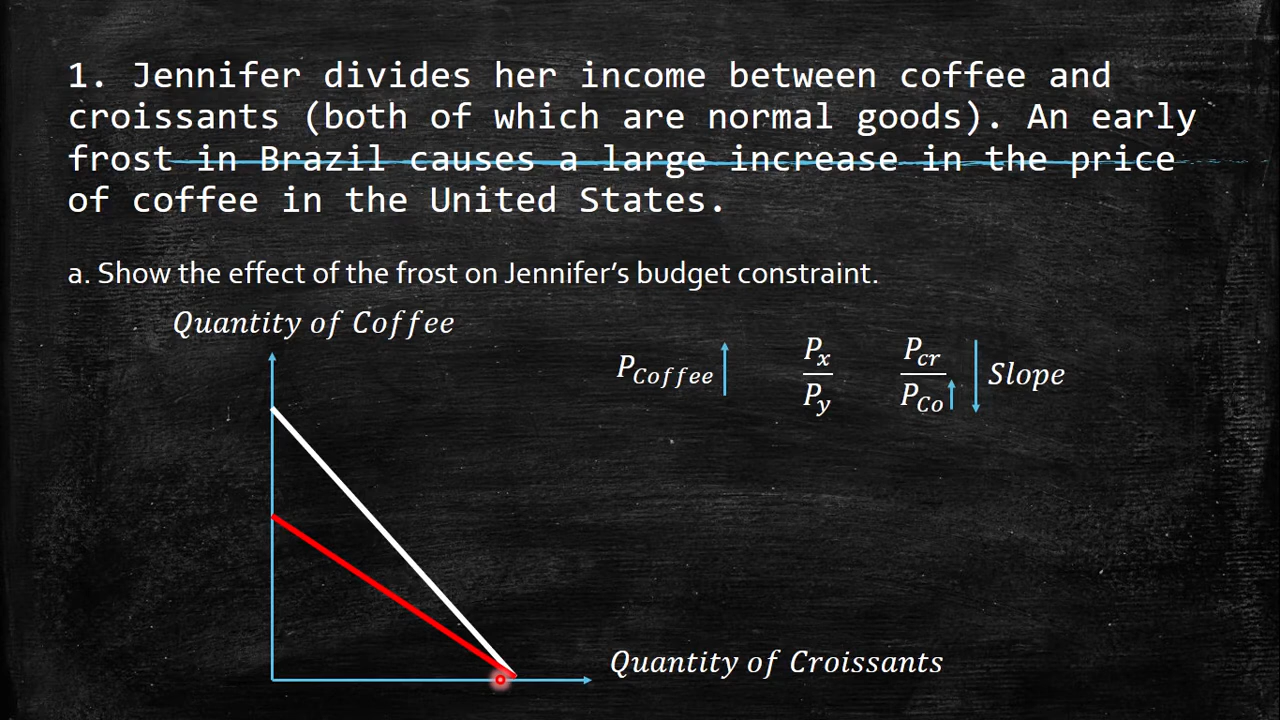 1. Jennifer divides her income between coffee and
croissants (both of which are normal goods). An early
frost in Brazil causes a large increase in the price
of coffee in the United States.
a. Show the effect of the frost on Jennifer’s budget constraint.
Quantity of Coffee
P_Coffee ↑ P_x/P_y P_cr/P_Co ↑ ↓ Slope
Quantity of Croissants